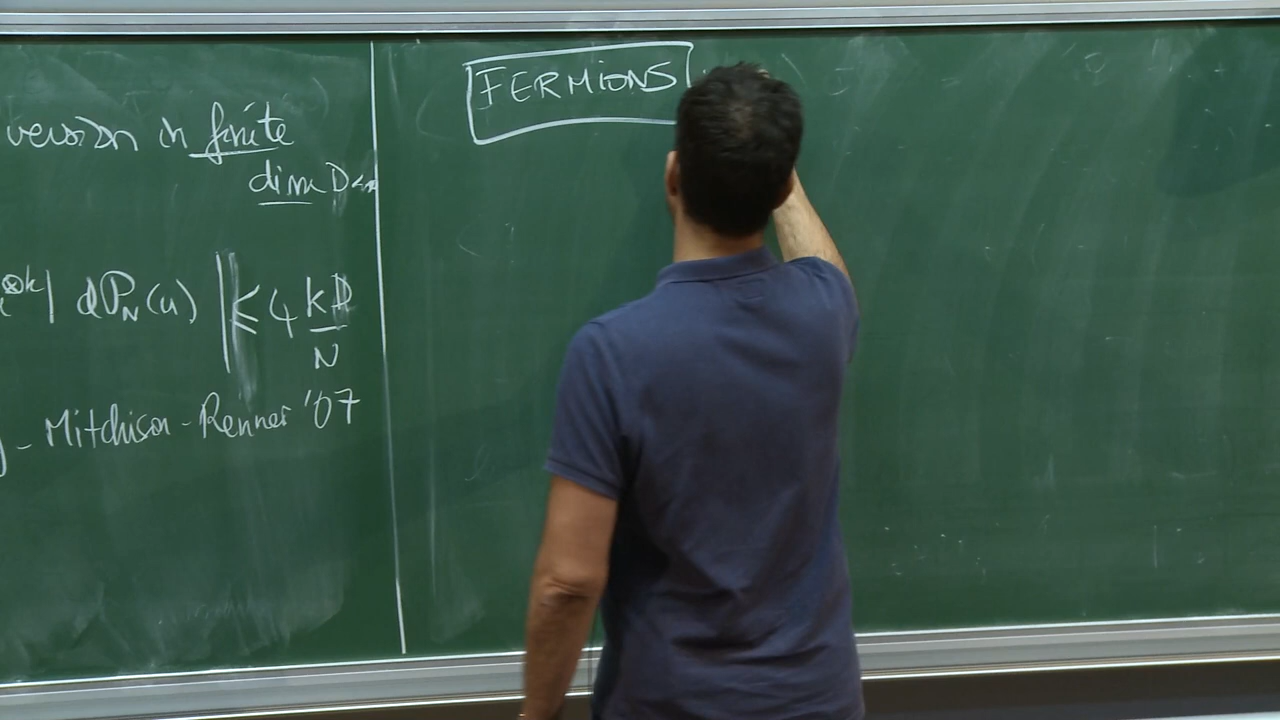 version in finite
dim D<∞
⊗k| dP_N(u) | ≤ 4 kD/N
- Mitchison - Renner '07
FERMIONS